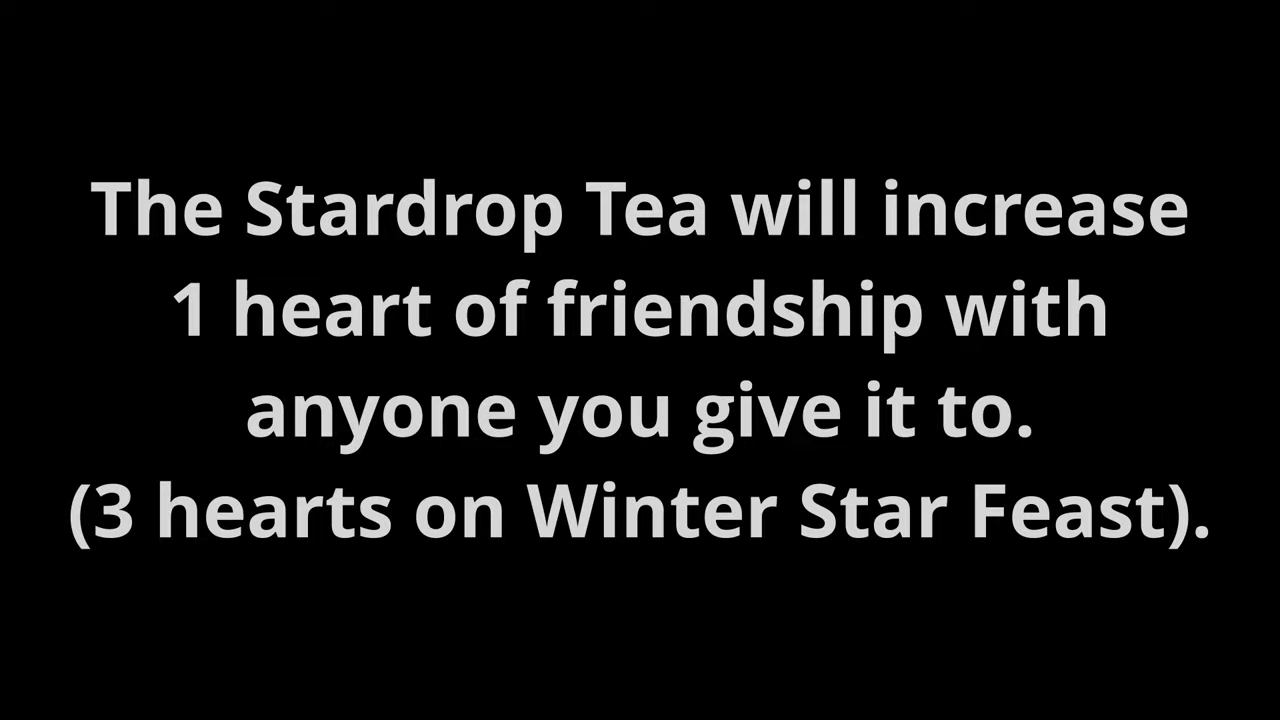 The Stardrop Tea will increase
1 heart of friendship with
anyone you give it to.
(3 hearts on Winter Star Feast).